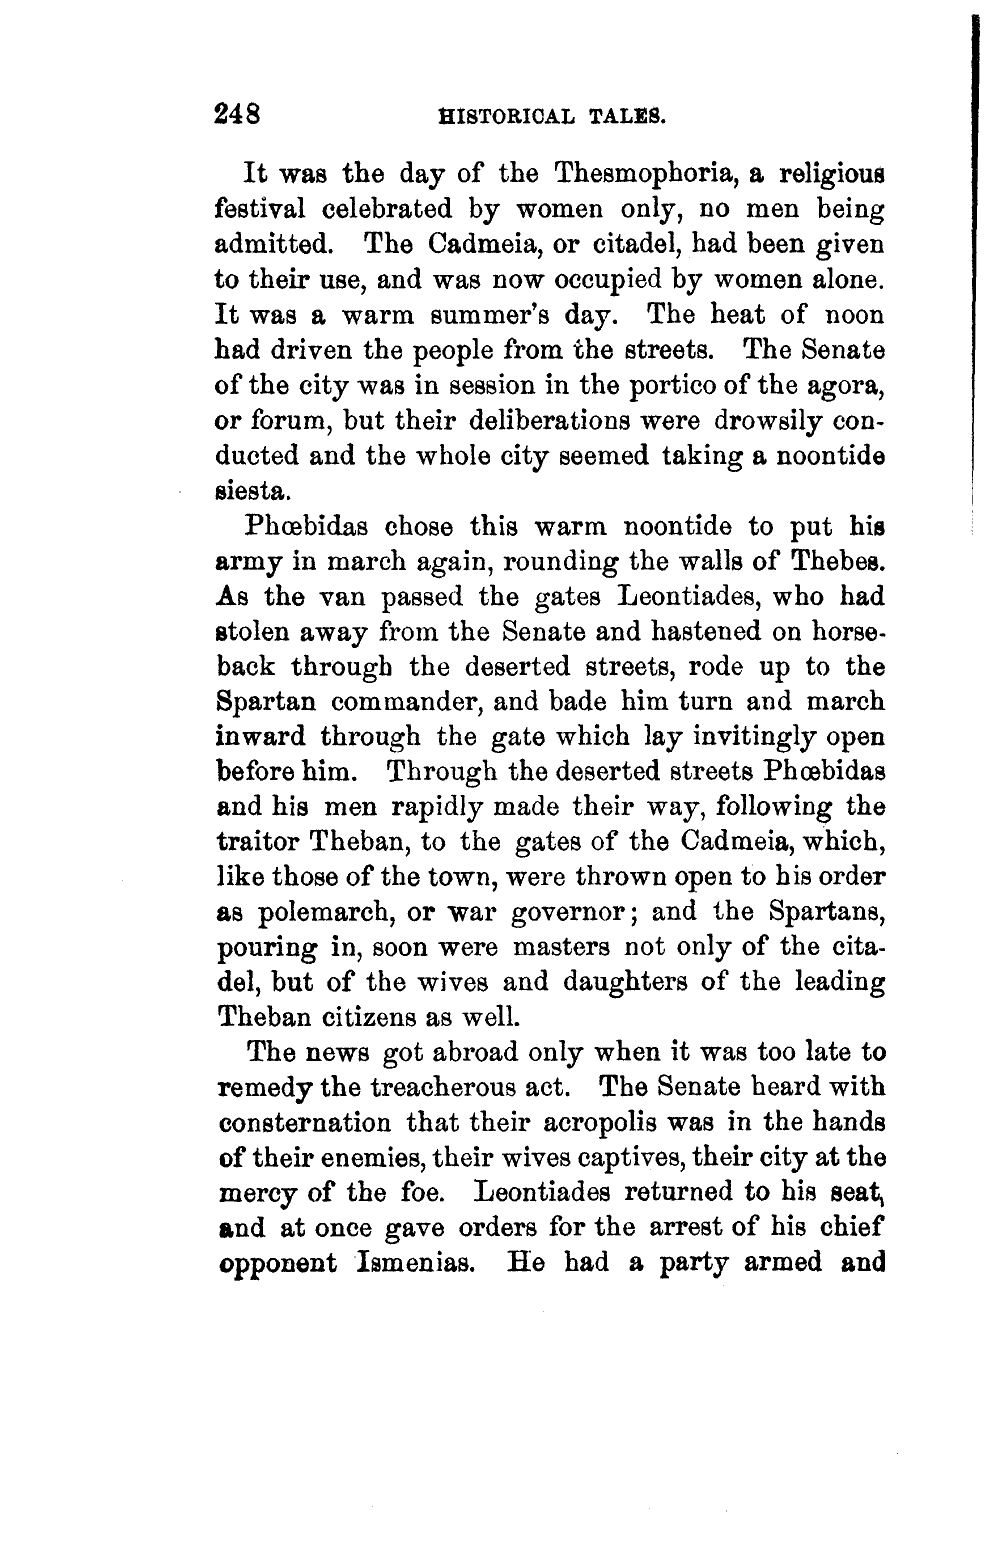 248 HISTORICAL TALES.
It was the day of the Thesmophoria, a religious
festival celebrated by women only, no men being
admitted. The Cadmeia, or citadel, had been given
to their use, and was now occupied by women alone.
It was a warm summer's day. The heat of noon
had driven the people from the streets. The Senate
of the city was in session in the portico of the agora,
or forum, but their deliberations were drowsily con-
ducted and the whole city seemed taking a noontide
siesta.
Phœbidas chose this warm noontide to put his
army in march again, rounding the walls of Thebes.
As the van passed the gates Leontiades, who had
stolen away from the Senate and hastened on horse-
back through the deserted streets, rode up to the
Spartan commander, and bade him turn and march
inward through the gate which lay invitingly open
before him. Through the deserted streets Phœbidas
and his men rapidly made their way, following the
traitor Theban, to the gates of the Cadmeia, which,
like those of the town, were thrown open to his order
as polemarch, or war governor; and the Spartans,
pouring in, soon were masters not only of the cita-
del, but of the wives and daughters of the leading
Theban citizens as well.
The news got abroad only when it was too late to
remedy the treacherous act. The Senate heard with
consternation that their acropolis was in the hands
of their enemies, their wives captives, their city at the
mercy of the foe. Leontiades returned to his seat,
and at once gave orders for the arrest of his chief
opponent Ismenias. He had a party armed and